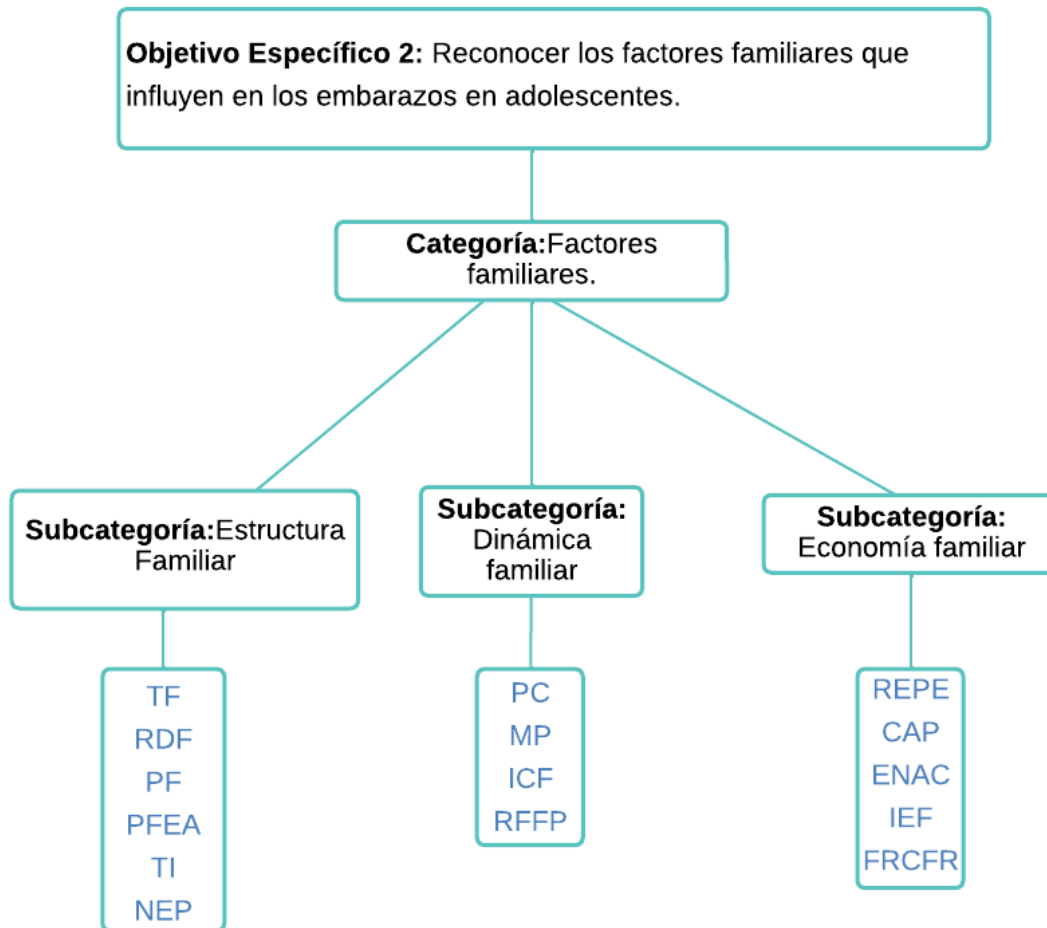 Objetivo Específico 2: Reconocer los factores familiares que
influyen en los embarazos en adolescentes.
Categoría:Factores
familiares.
Subcategoría:Estructura
Familiar
TF
RDF
PF
PFEA
TI
NEP
Subcategoría:
Dinámica
familiar
PC
MP
ICF
RFFP
Subcategoría:
Economía familiar
REPE
CAP
ENAC
IEF
FRCFR